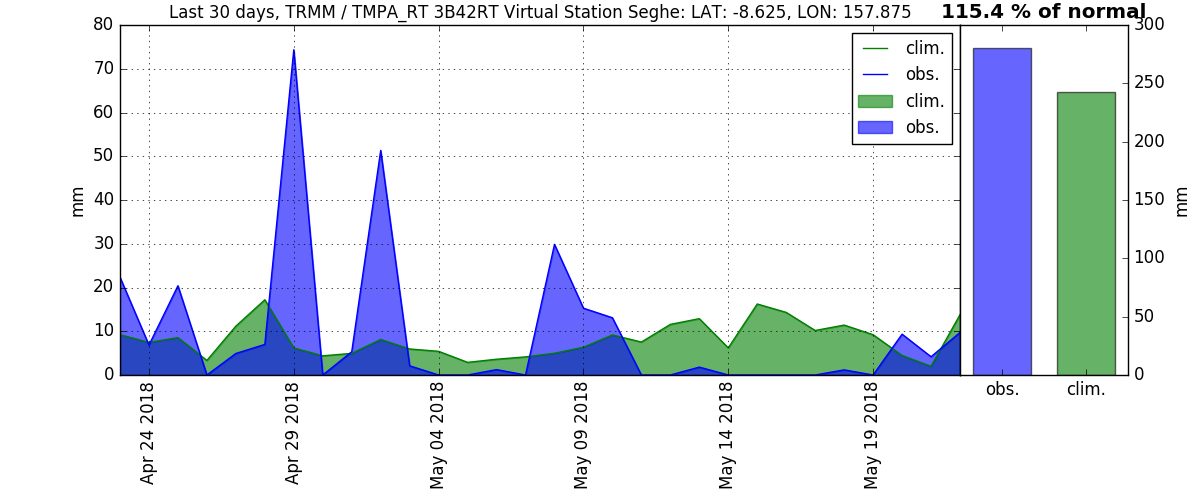 Last 30 days, TRMM / TMPA_RT 3B42RT Virtual Station Seghe: LAT: -8.625, LON: 157.875
115.4 % of normal
80
70
60
50
40
30
20
10
0
mm
clim.
obs.
clim.
obs.
300
250
200
150
100
50
0
mm
obs.
clim.
Apr 24 2018
Apr 29 2018
May 04 2018
May 09 2018
May 14 2018
May 19 2018